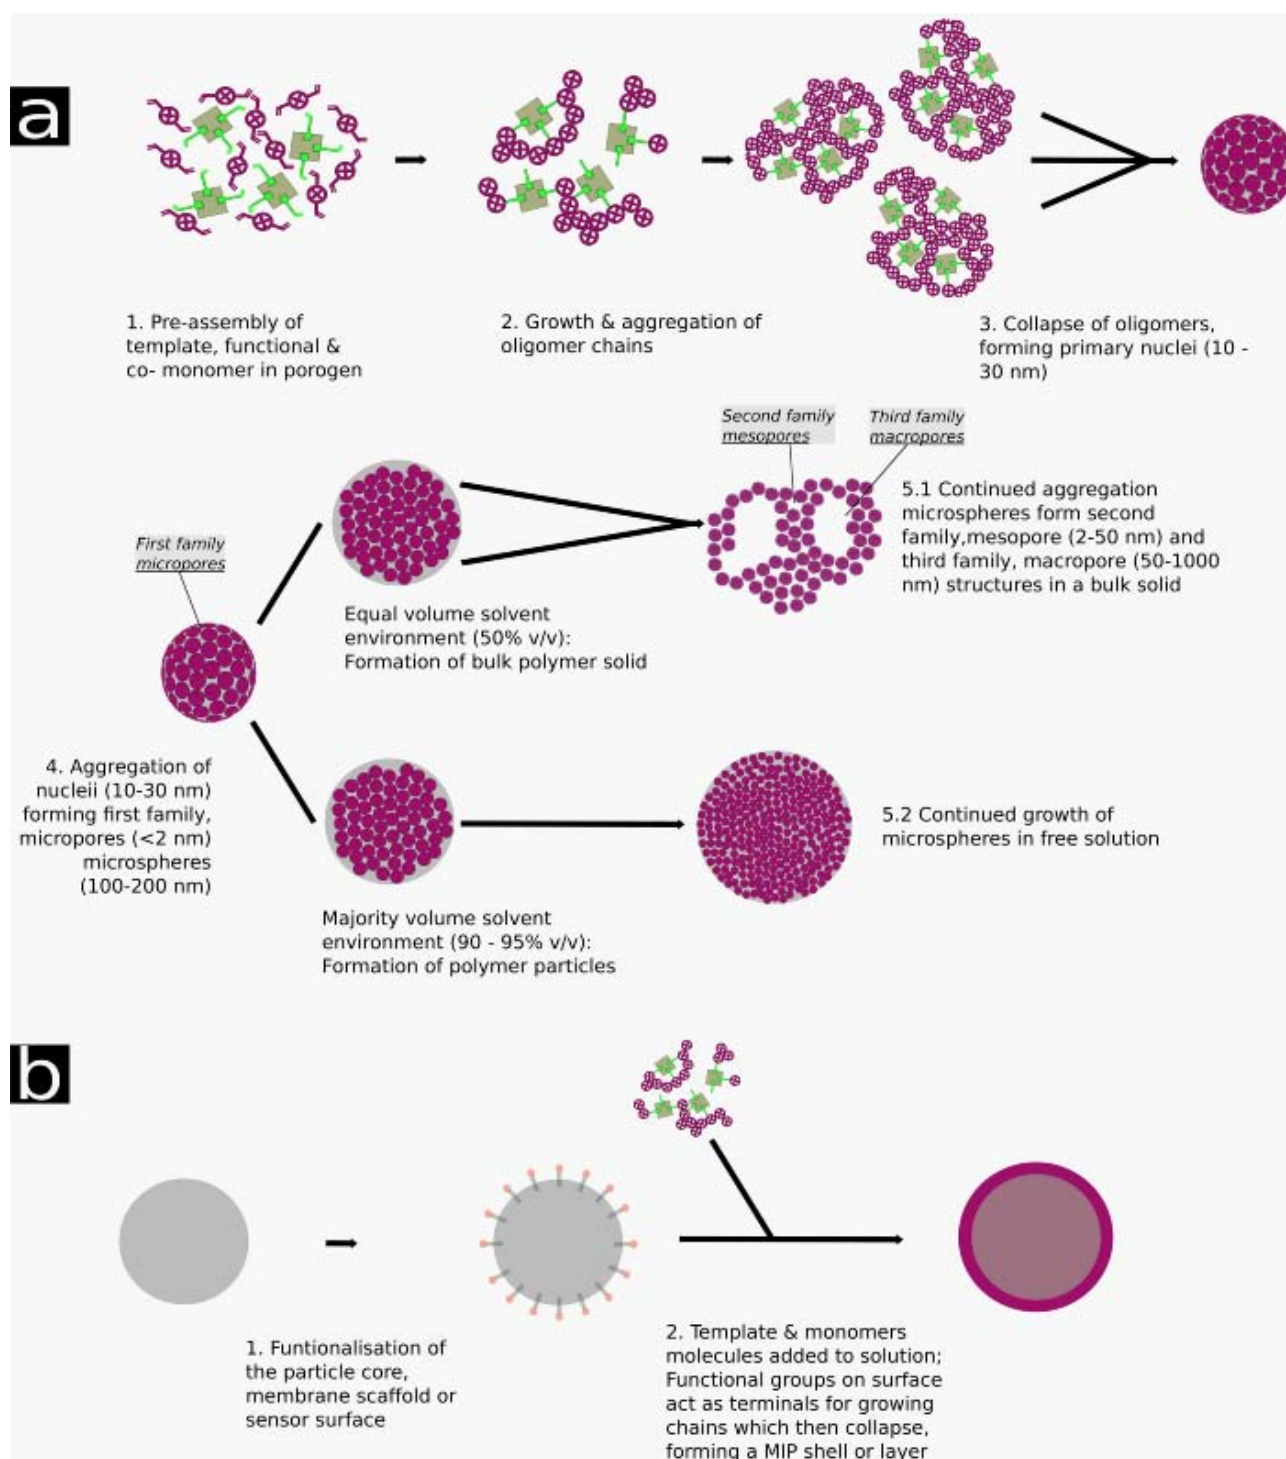 a
1. Pre-assembly of
template, functional &
co- monomer in porogen
2. Growth & aggregation of
oligomer chains
3. Collapse of oligomers,
forming primary nuclei (10 -
30 nm)
First family
micropores
4. Aggregation of
nucleii (10-30 nm)
forming first family,
micropores (<2 nm)
microspheres
(100-200 nm)
Equal volume solvent
environment (50% v/v):
Formation of bulk polymer solid
Second family
mesopores
Third family
macropores
5.1 Continued aggregation
microspheres form second
family,mesopore (2-50 nm) and
third family, macropore (50-1000
nm) structures in a bulk solid
Majority volume solvent
environment (90 - 95% v/v):
Formation of polymer particles
5.2 Continued growth of
microspheres in free solution
b
1. Funtionalisation of
the particle core,
membrane scaffold or
sensor surface
2. Template & monomers
molecules added to solution;
Functional groups on surface
act as terminals for growing
chains which then collapse,
forming a MIP shell or layer